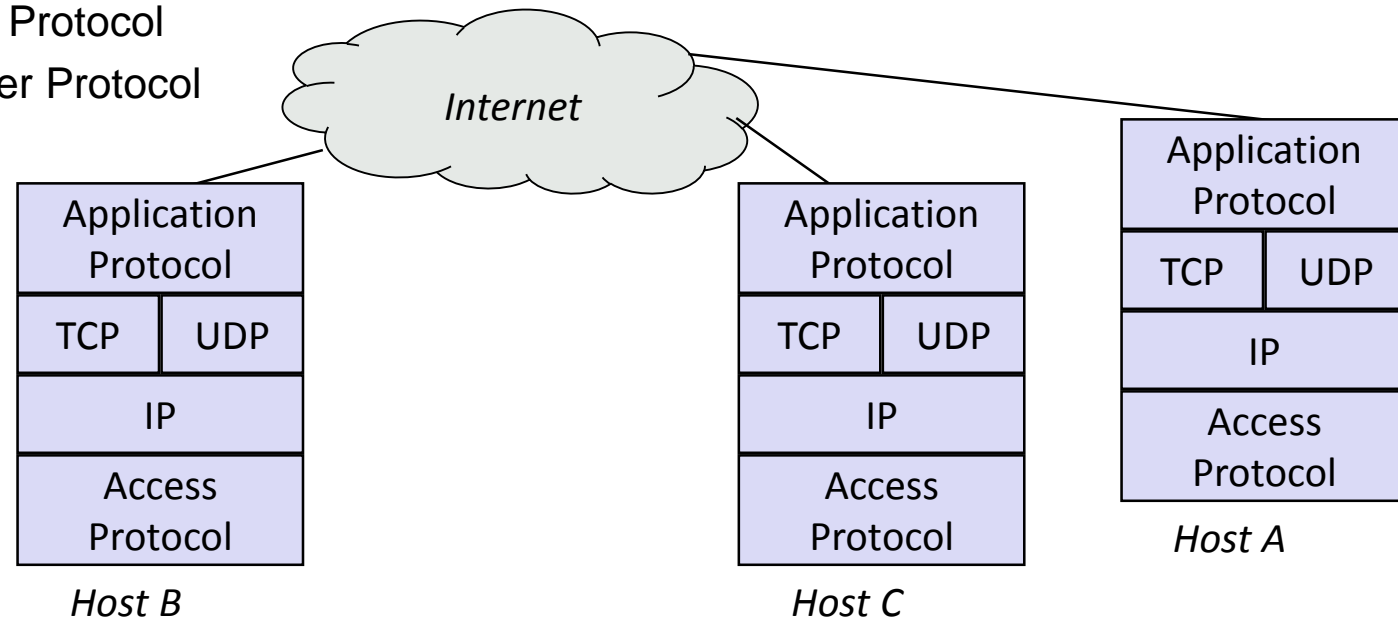 Protocol
er Protocol
Internet
Application
Protocol
TCP UDP
IP
Access
Protocol
Host B
Application
Protocol
TCP UDP
IP
Access
Protocol
Host C
Application
Protocol
TCP UDP
IP
Access
Protocol
Host A